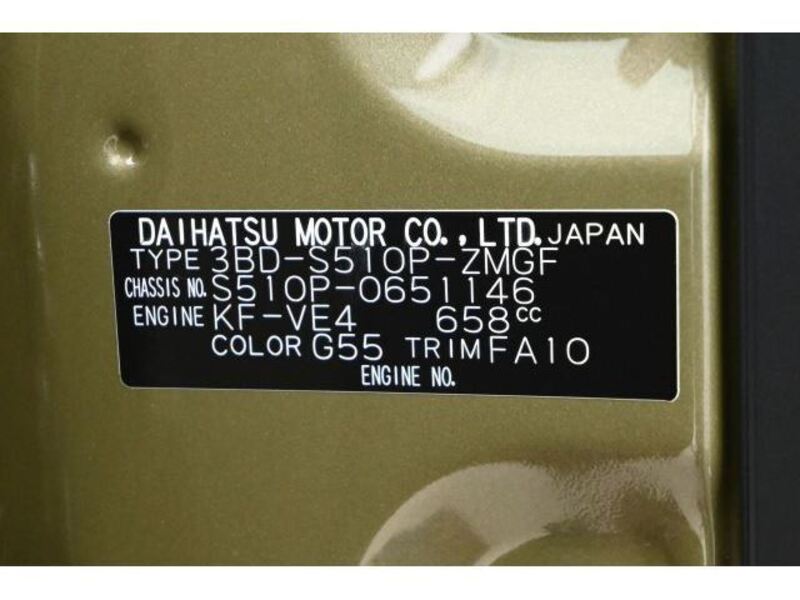 DAIHATSU MOTOR CO., LTD. JAPAN
TYPE 3BD-S510P-ZMGF
CHASSIS NO. S510P-0651146
ENGINE KF-VE4 658cc
COLOR G55 TRIM FA10
ENGINE NO.